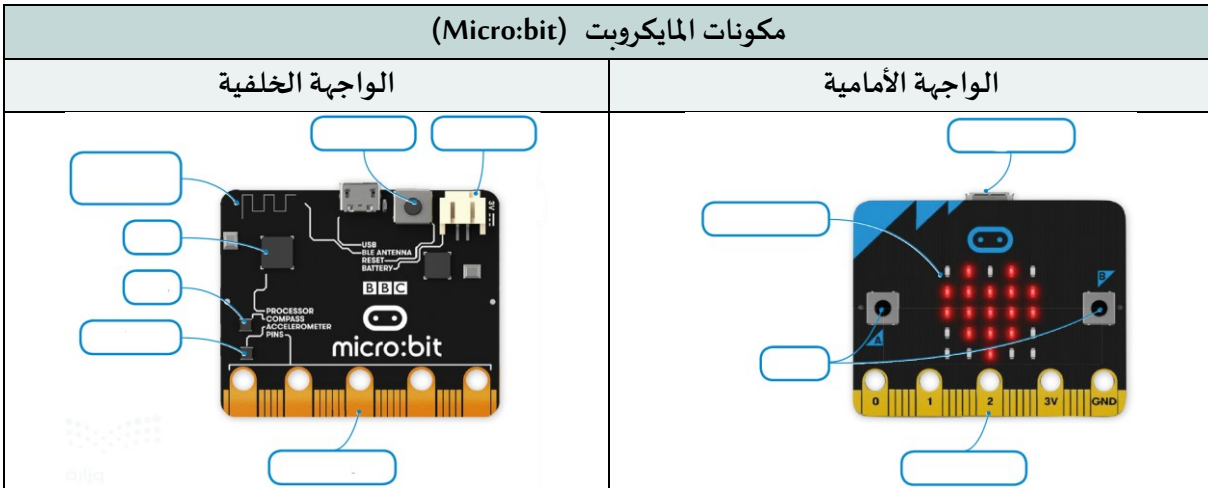 مكونات المايكروبت (Micro:bit)
الواجهة الأمامية
الواجهة الخلفية
A
B
0
1
2
3V
GND
3V
USB
BLE ANTENNA
RESET
BATTERY
BBC
PROCESSOR
COMPASS
ACCELEROMETER
PINS
micro:bit